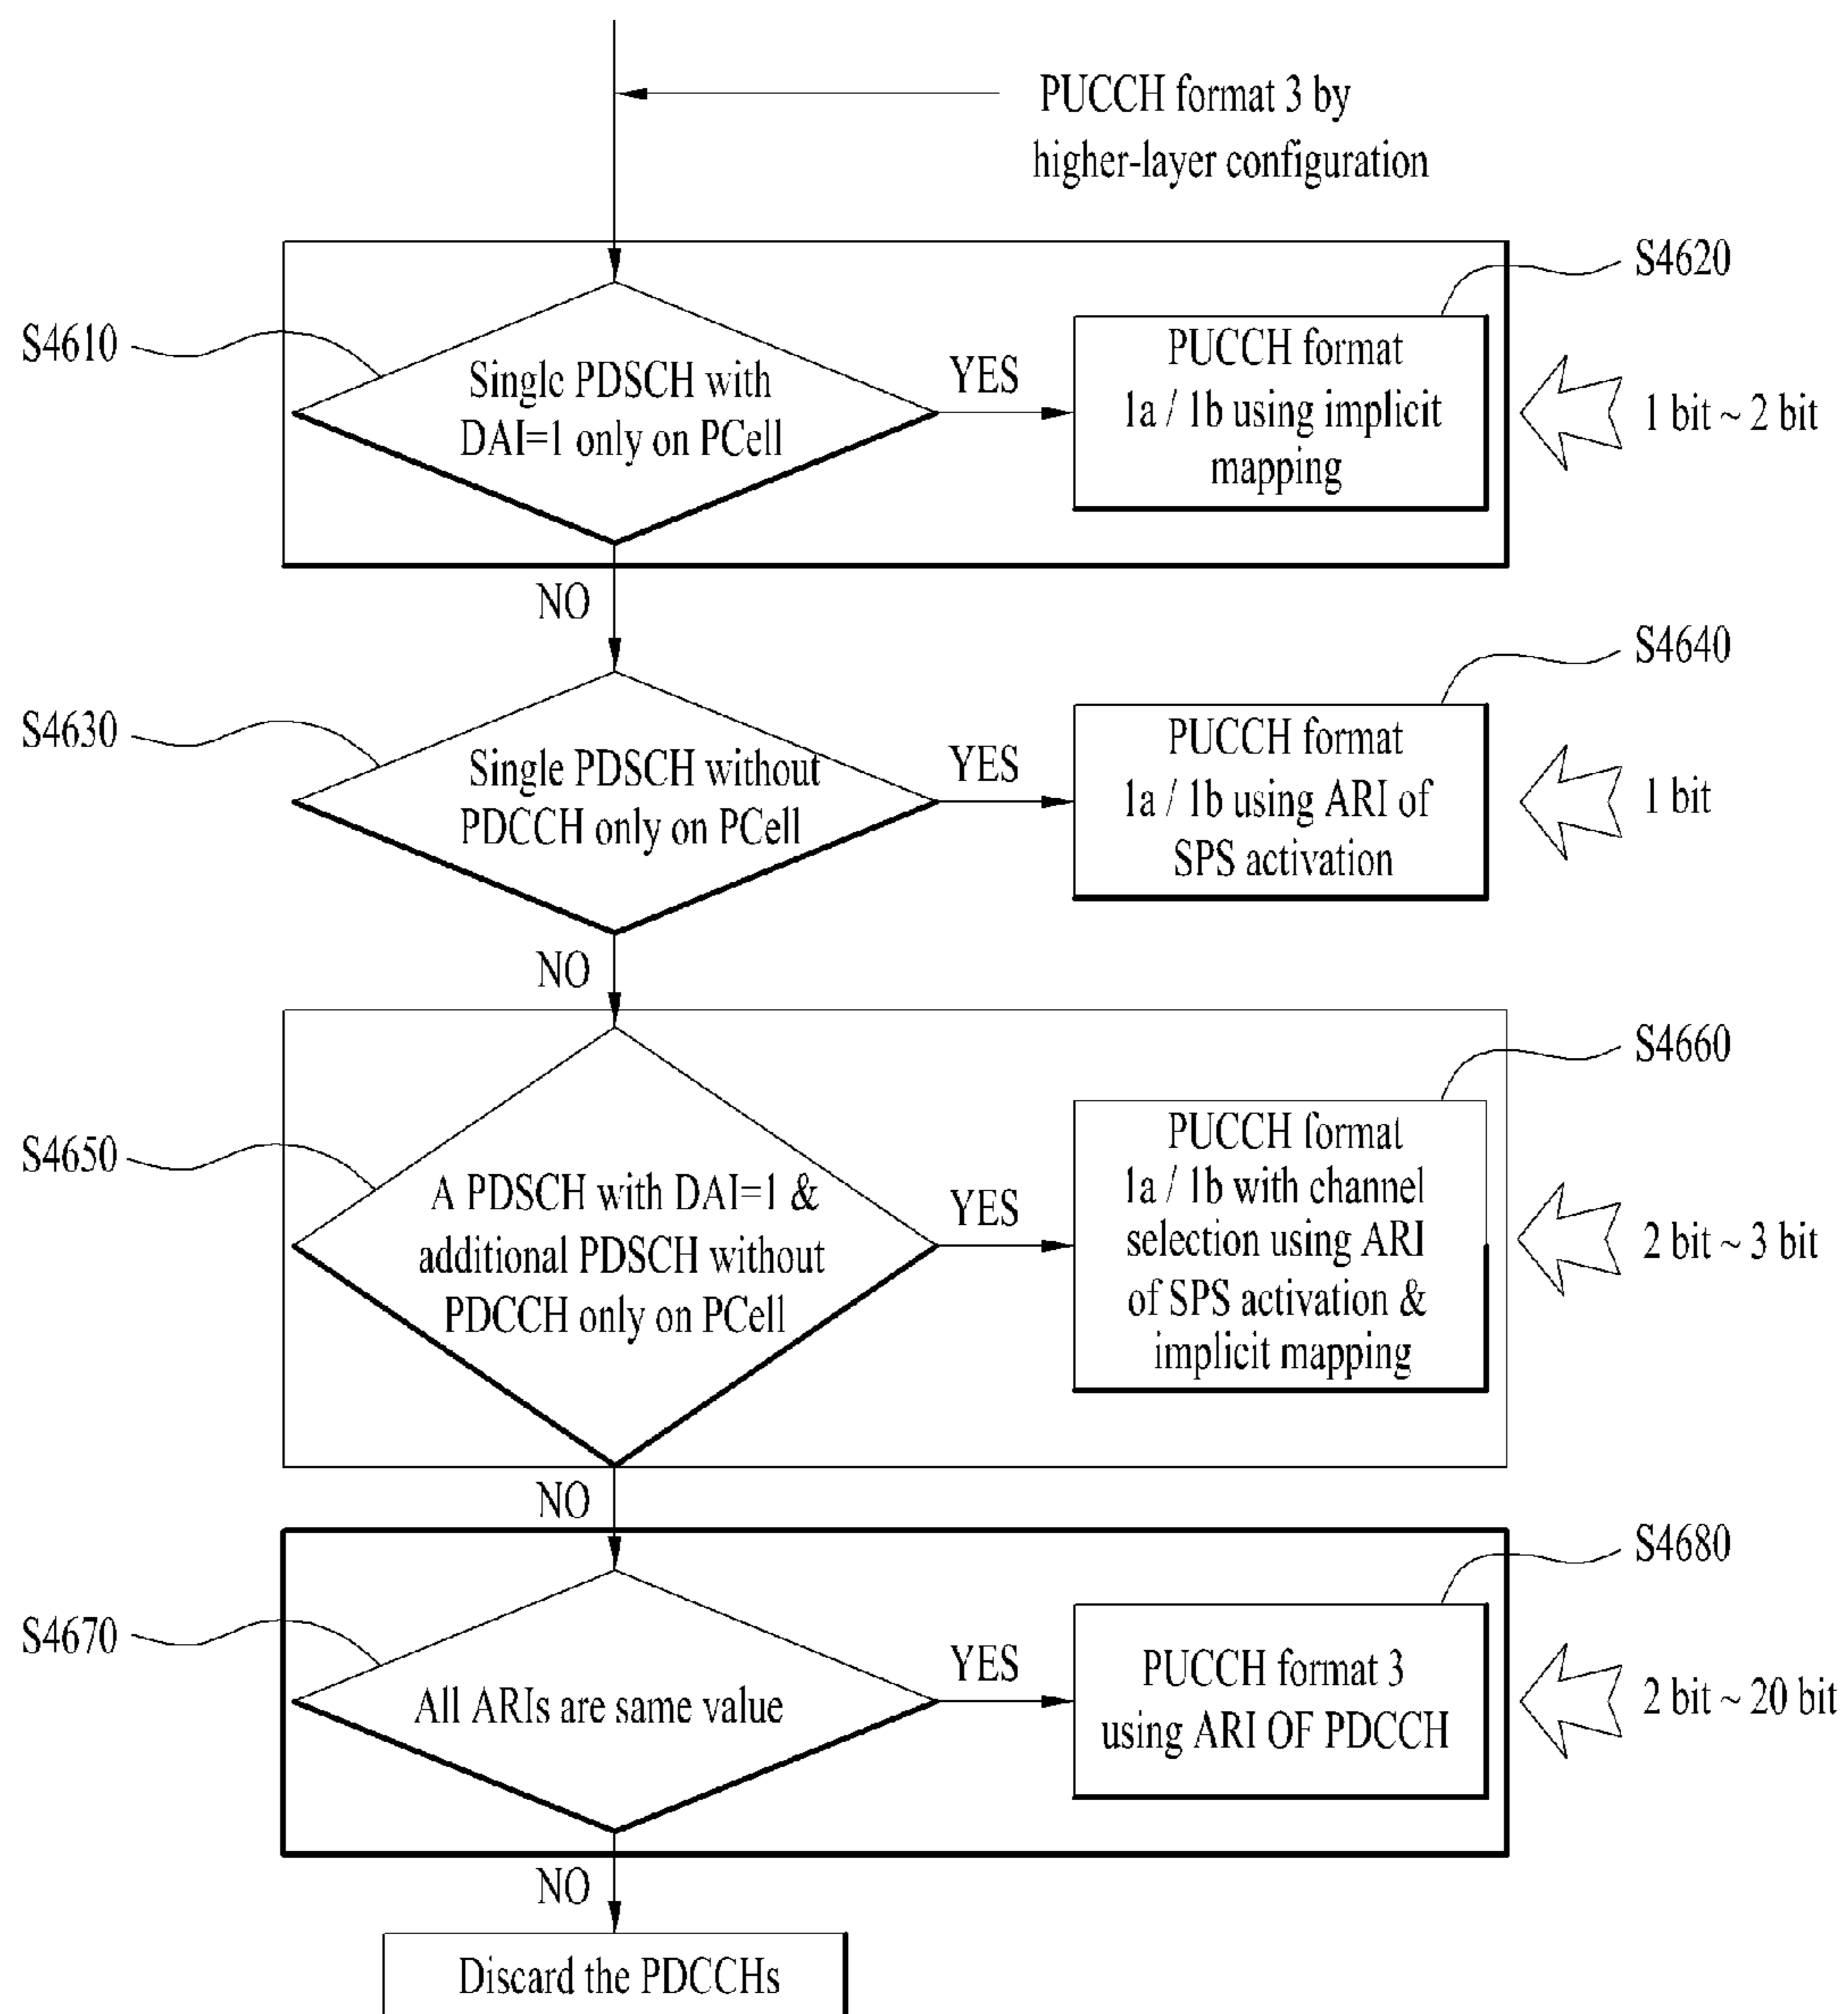 PUCCH format 3 by
higher-layer configuration
S4610
Single PDSCH with
DAI=1 only on PCell
YES
S4620
PUCCH format
1a / 1b using implicit
mapping
1 bit ~ 2 bit
NO
S4630
Single PDSCH without
PDCCH only on PCell
YES
S4640
PUCCH format
1a / 1b using ARI of
SPS activation
1 bit
NO
S4650
A PDSCH with DAI=1 &
additional PDSCH without
PDCCH only on PCell
YES
S4660
PUCCH format
1a / 1b with channel
selection using ARI
of SPS activation &
implicit mapping
2 bit ~ 3 bit
NO
S4670
All ARIs are same value
YES
S4680
PUCCH format 3
using ARI OF PDCCH
2 bit ~ 20 bit
NO
Discard the PDCCHs